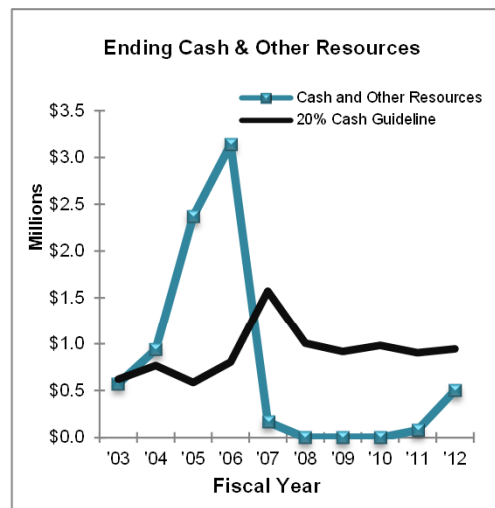 Ending Cash & Other Resources
Cash and Other Resources
20% Cash Guideline
Millions
$3.5
$3.0
$2.5
$2.0
$1.5
$1.0
$0.5
$0.0
'03 '04 '05 '06 '07 '08 '09 '10 '11 '12
Fiscal Year